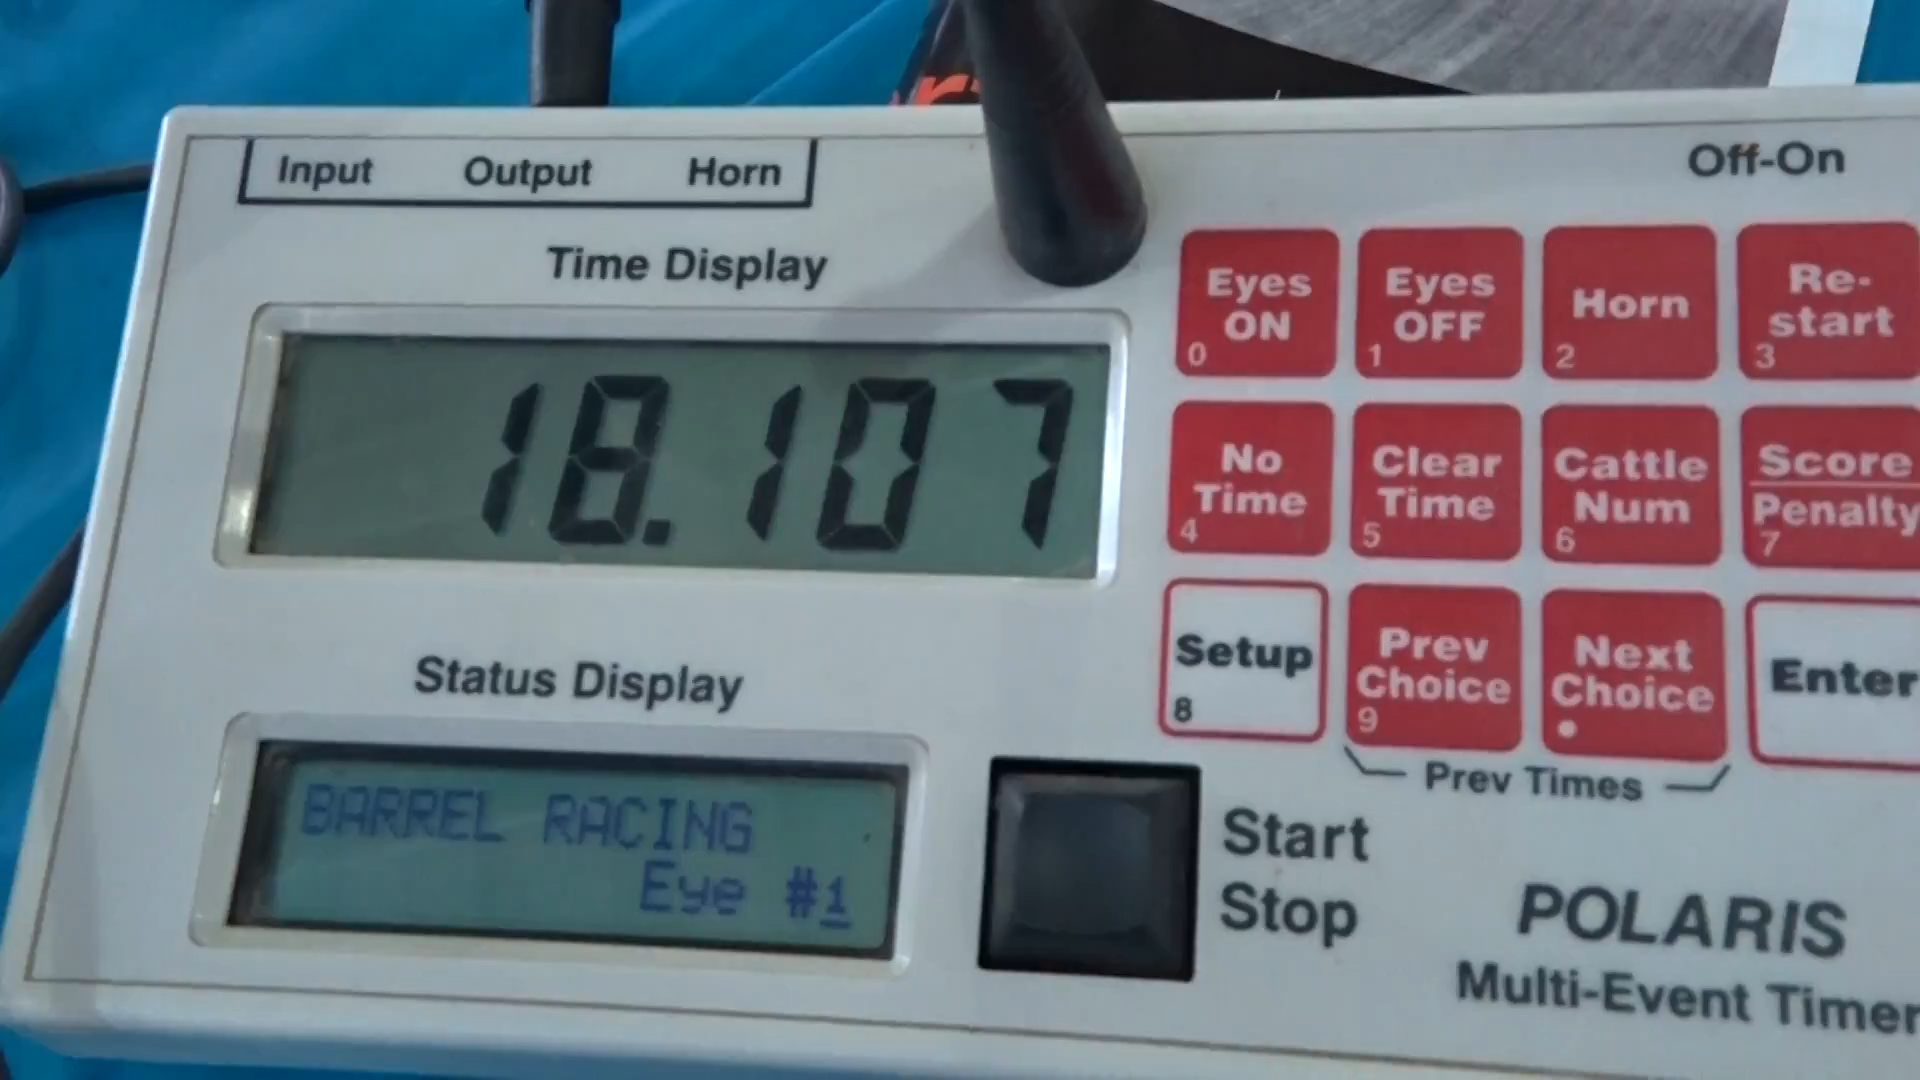 Input Output Horn
Off-On
Time Display
18.107
Eyes
ON
0
Eyes
OFF
1
Horn
2
Re-
start
3
No
Time
4
Clear
Time
5
Cattle
Num
6
Score
Penalty
7
Setup
8
Prev
Choice
9
Next
Choice
Enter
Prev Times
Status Display
BARREL RACING
Eye #1
Start
Stop
POLARIS
Multi-Event Timer